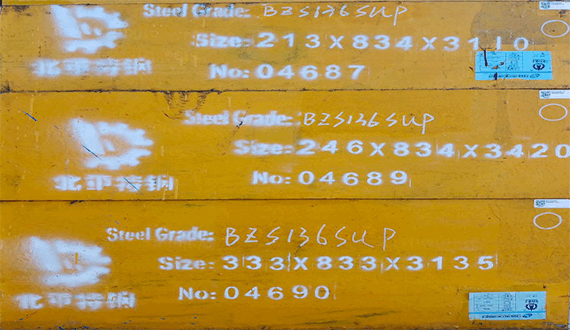 Steel Grade: BZS136SUP
Size: 213X834X3110
北平特钢
No: 04687
Steel Grade: BZS136SUP
Size: 246X834X3420
北平特钢
No: 04689
Steel Grade: BZS136SUP
Size: 333X833X3135
北平特钢
No: 04690